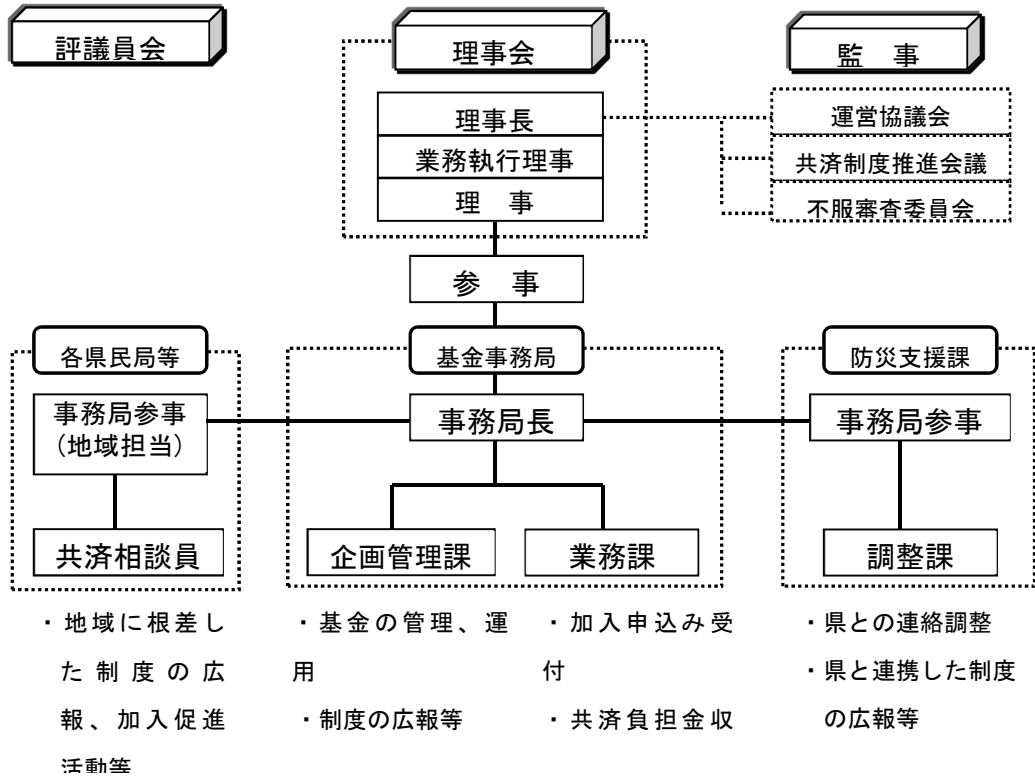 評議員会
理事会
監　事
理事長
業務執行理事
理　事
運営協議会
共済制度推進会議
不服審査委員会
参　事
各県民局等
基金事務局
防災支援課
事務局参事
(地域担当)
事務局長
事務局参事
共済相談員
企画管理課
業務課
調整課
・地域に根差し
た制度の広
報、加入促進
活動等
・基金の管理、運
用
・制度の広報等
・加入申込み受
付
・共済負担金収
・県との連絡調整
・県と連携した制度
の広報等